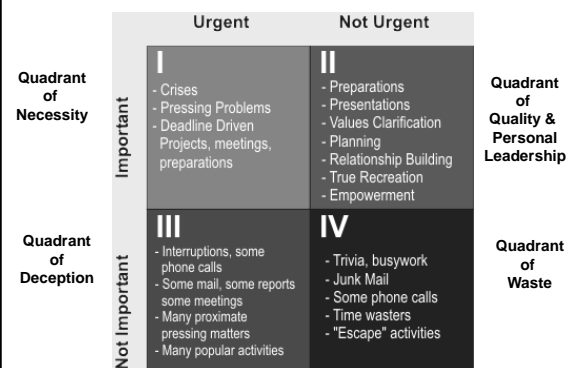 Urgent
Not Urgent
Quadrant
of
Necessity
Important
I
- Crises
- Pressing Problems
- Deadline Driven
Projects, meetings,
preparations
II
- Preparations
- Presentations
- Values Clarification
- Planning
- Relationship Building
- True Recreation
- Empowerment
Quadrant
of
Quality &
Personal
Leadership
Quadrant
of
Deception
Not Important
III
- Interruptions, some
phone calls
- Some mail, some reports
some meetings
- Many proximate
pressing matters
- Many popular activities
IV
- Trivia, busywork
- Junk Mail
- Some phone calls
- Time wasters
- "Escape" activities
Quadrant
of
Waste